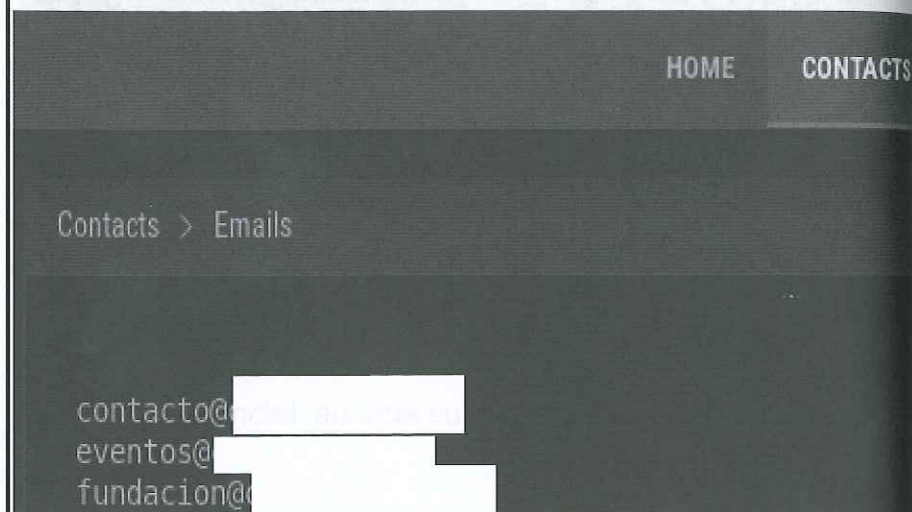 HOME CONTACTS
Contacts > Emails
contacto@
eventos@
fundacion@